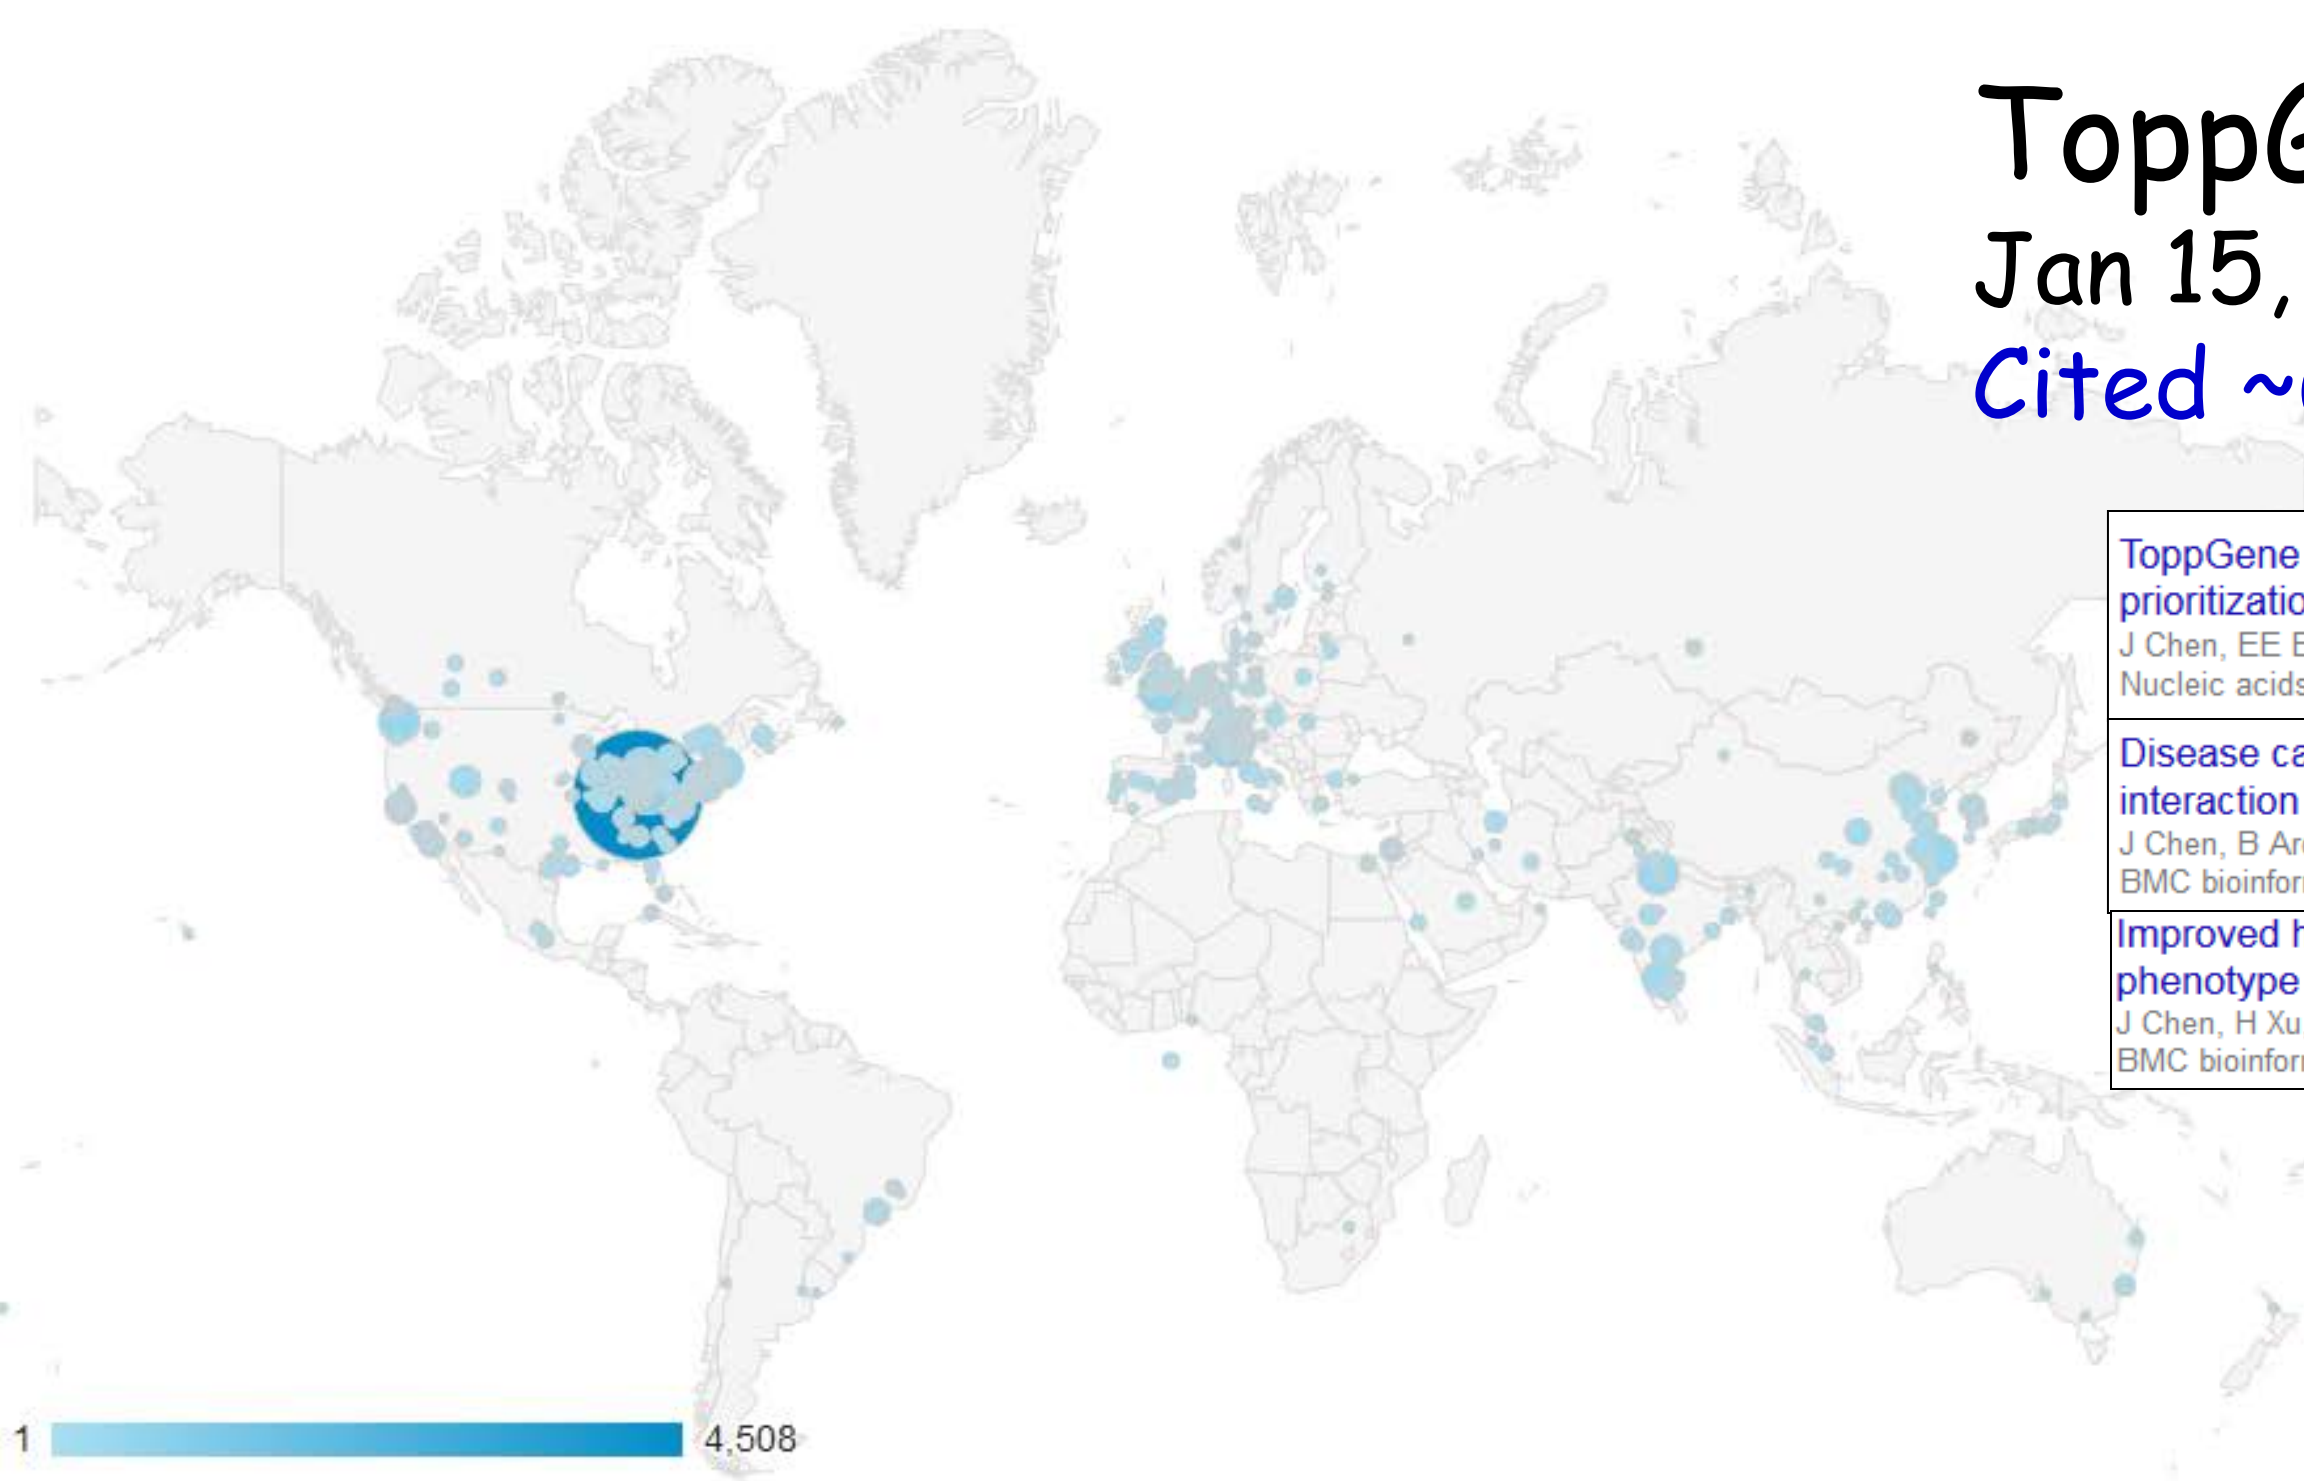 Topp
Jan 15,
Cited ~
ToppGene
prioritizatio
J Chen, EE
Nucleic acids
Disease ca
interaction
J Chen, B Ar
BMC bioinfor
Improved h
phenotype
J Chen, H Xu
BMC bioinfor
1
4,508